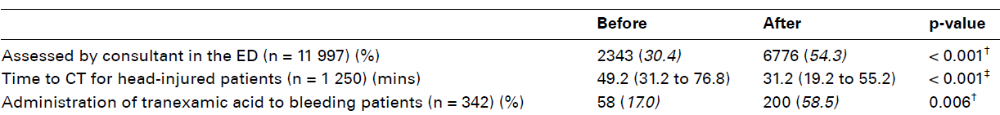 Before After p-value
Assessed by consultant in the ED (n = 11 997) (%) 2343 (30.4) 6776 (54.3) < 0.001†
Time to CT for head-injured patients (n = 1 250) (mins) 49.2 (31.2 to 76.8) 31.2 (19.2 to 55.2) < 0.001‡
Administration of tranexamic acid to bleeding patients (n = 342) (%) 58 (17.0) 200 (58.5) 0.006†